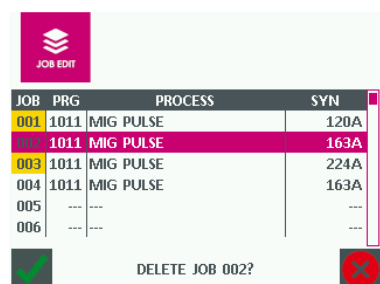 JOB EDIT
JOB PRG PROCESS SYN
001 1011 MIG PULSE 120A
002 1011 MIG PULSE 163A
003 1011 MIG PULSE 224A
004 1011 MIG PULSE 163A
005 --- --- ---
006 --- --- ---
DELETE JOB 002?